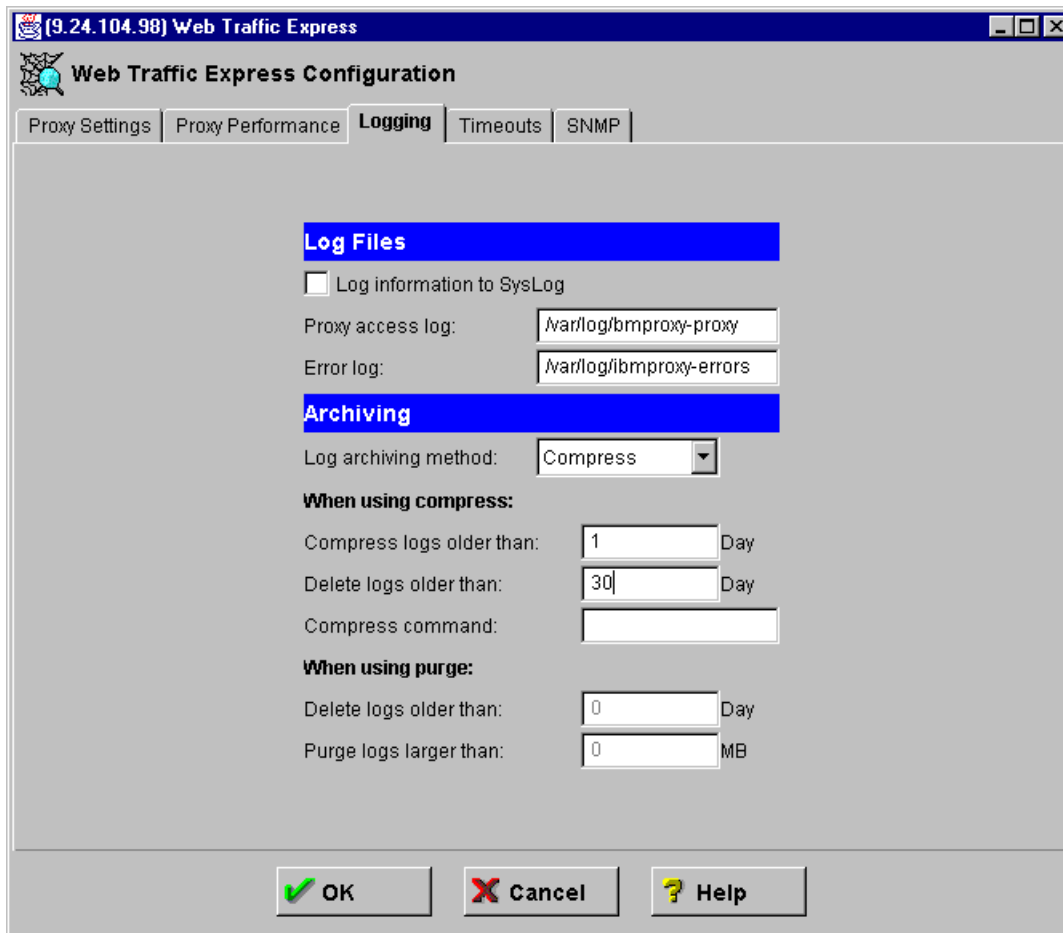 (9.24.104.98) Web Traffic Express
Web Traffic Express Configuration
Proxy Settings Proxy Performance Logging Timeouts SNMP
Log Files
Log information to SysLog
Proxy access log: /var/log/bmproxy-proxy
Error log: /var/log/ibmproxy-errors
Archiving
Log archiving method: Compress
When using compress:
Compress logs older than: 1 Day
Delete logs older than: 30 Day
Compress command:
When using purge:
Delete logs older than: 0 Day
Purge logs larger than: 0 MB
OK Cancel Help